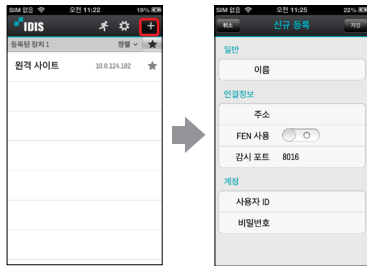 SIM 없음 오전 11:22 19%
IDIS
등록된 장치 1 정렬
원격 사이트 10.0.124.182
SIM 없음 오전 11:25 22%
취소 신규 등록 저장
일반
이름
연결정보
주소
FEN 사용
감시 포트 8016
계정
사용자 ID
비밀번호